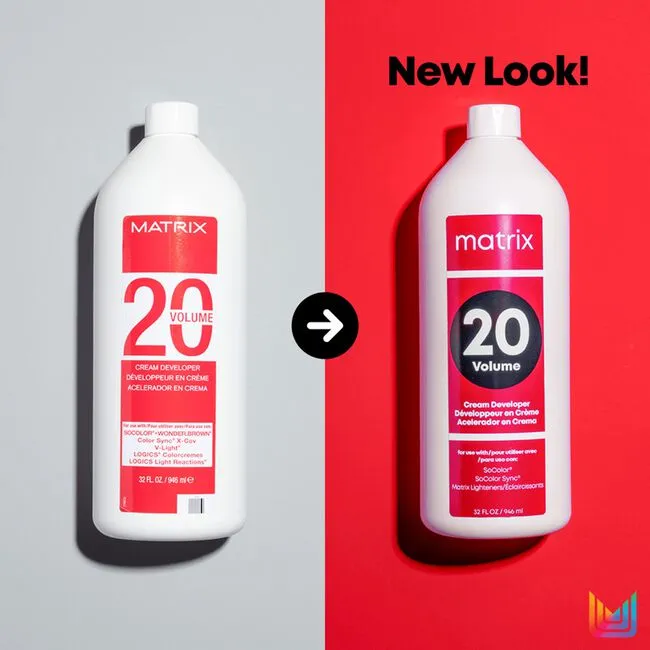 New Look!
MATRIX
20
VOLUME
CREAM DEVELOPER
DÉVELOPPEUR EN CRÈME
ACELERADOR EN CREMA
For use with/Pour utiliser avec/Para uso con:
SOCOLOR®•WONDER.BROWN®
Color Sync® X-Cov
V-Light®
LOGICS® Colorcremes
LOGICS Light Reactions®
32 FL. OZ. / 946 ml ℮
matrix
20
Volume
Cream Developer
Développeur en Crème
Acelerador en Crema
for use with:/pour utiliser avec
/para uso con:
SoColor®
SoColor Sync®
Matrix Lighteners/Éclaircissants
32 FL OZ / 946 ml